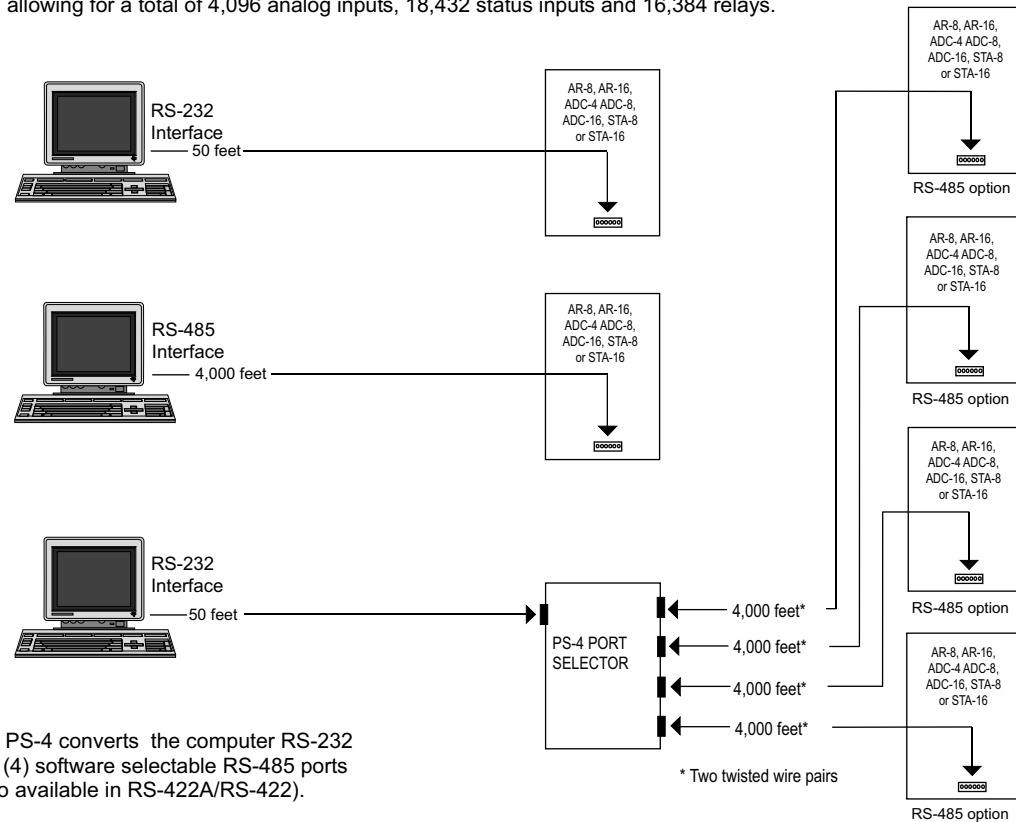 allowing for a total of 4,096 analog inputs, 18,432 status inputs and 16,384 relays.
RS-232
Interface
50 feet
AR-8, AR-16,
ADC-4 ADC-8,
ADC-16, STA-8
or STA-16
AR-8, AR-16,
ADC-4 ADC-8,
ADC-16, STA-8
or STA-16
RS-485 option
RS-485
Interface
4,000 feet
AR-8, AR-16,
ADC-4 ADC-8,
ADC-16, STA-8
or STA-16
AR-8, AR-16,
ADC-4 ADC-8,
ADC-16, STA-8
or STA-16
RS-485 option
RS-232
Interface
50 feet
PS-4 PORT
SELECTOR
4,000 feet*
4,000 feet*
4,000 feet*
4,000 feet*
* Two twisted wire pairs
AR-8, AR-16,
ADC-4 ADC-8,
ADC-16, STA-8
or STA-16
RS-485 option
AR-8, AR-16,
ADC-4 ADC-8,
ADC-16, STA-8
or STA-16
RS-485 option
PS-4 converts the computer RS-232
(4) software selectable RS-485 ports
available in RS-422A/RS-422).